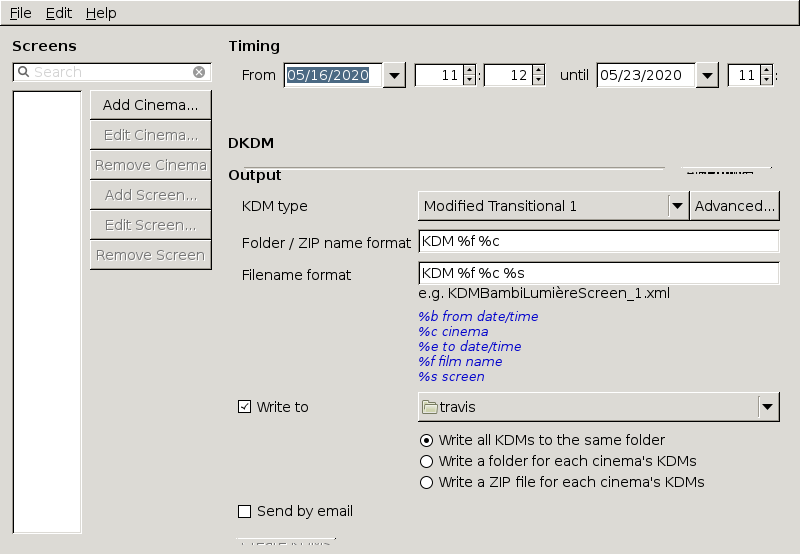 File Edit Help
Screens
Search
Add Cinema...
Edit Cinema...
Remove Cinema
Add Screen...
Edit Screen...
Remove Screen
Timing
From 05/16/2020 11 : 12 until 05/23/2020 11 :
DKDM
Output
KDM type Modified Transitional 1 Advanced...
Folder / ZIP name format KDM %f %c
Filename format KDM %f %c %s
e.g. KDMBambiLumièreScreen_1.xml
%b from date/time
%c cinema
%e to date/time
%f film name
%s screen
Write to travis
Write all KDMs to the same folder
Write a folder for each cinema's KDMs
Write a ZIP file for each cinema's KDMs
Send by email